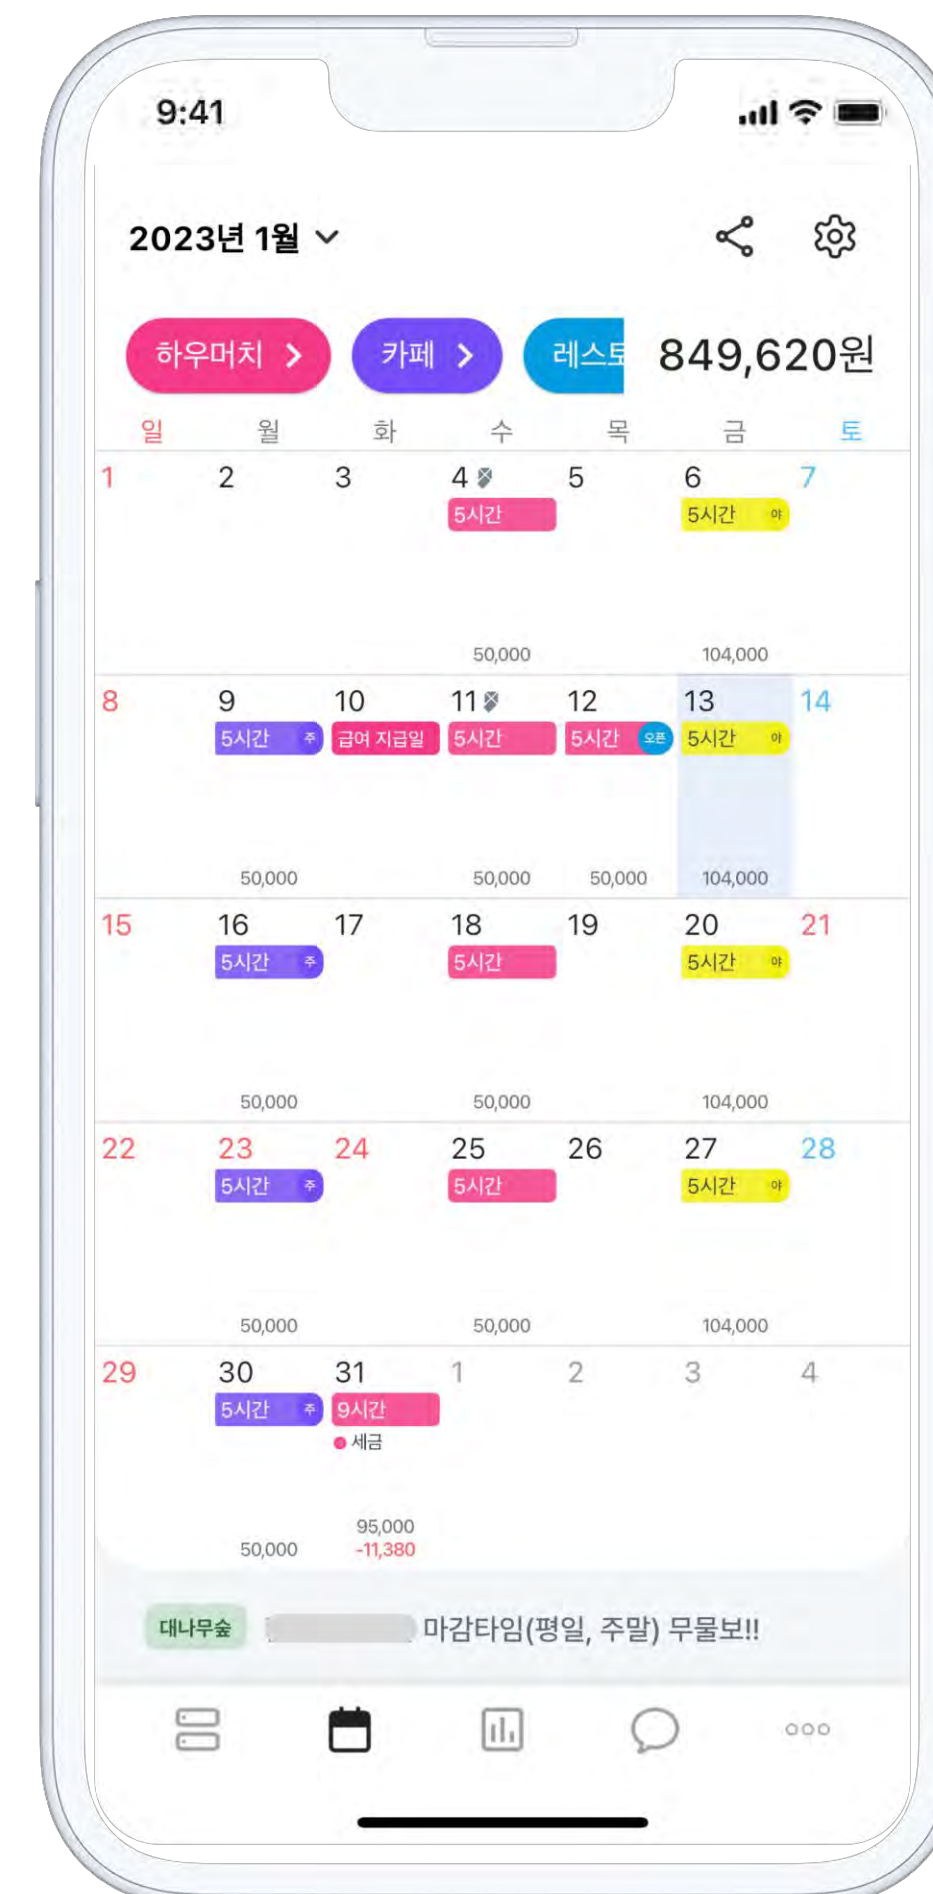 9:41
2023년 1월
하우머치 카페 레스토 849,620원
일 월 화 수 목 금 토
1 2 3 4 5 6 7
5시간 5시간 야
50,000 104,000
8 9 10 11 12 13 14
5시간 주 급여 지급일 5시간 5시간 오픈 5시간 야
50,000 50,000 50,000 104,000
15 16 17 18 19 20 21
5시간 주 5시간 5시간 야
50,000 50,000 104,000
22 23 24 25 26 27 28
5시간 주 5시간 5시간 야
50,000 50,000 104,000
29 30 31 1 2 3 4
5시간 주 9시간
세금
95,000
50,000 -11,380
대나무숲 마감타임(평일, 주말) 무물보!!